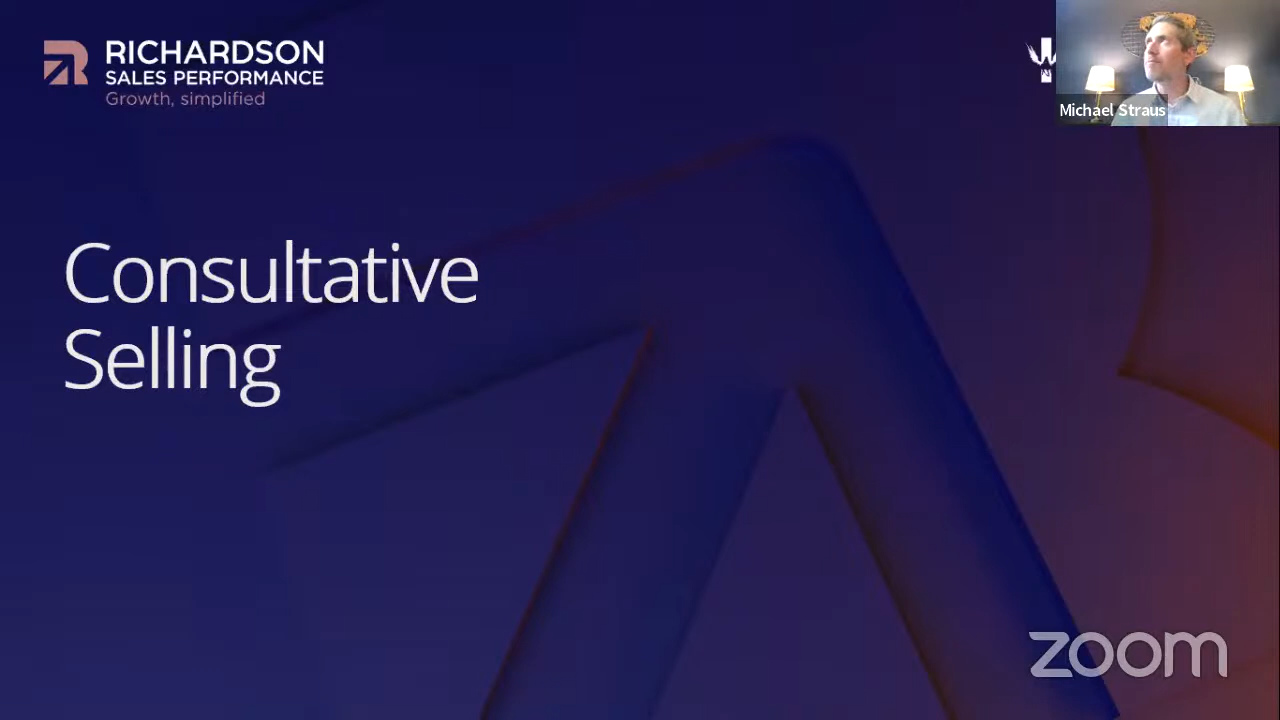 RICHARDSON
SALES PERFORMANCE
Growth, simplified
Michael Straus
Consultative
Selling
zoom